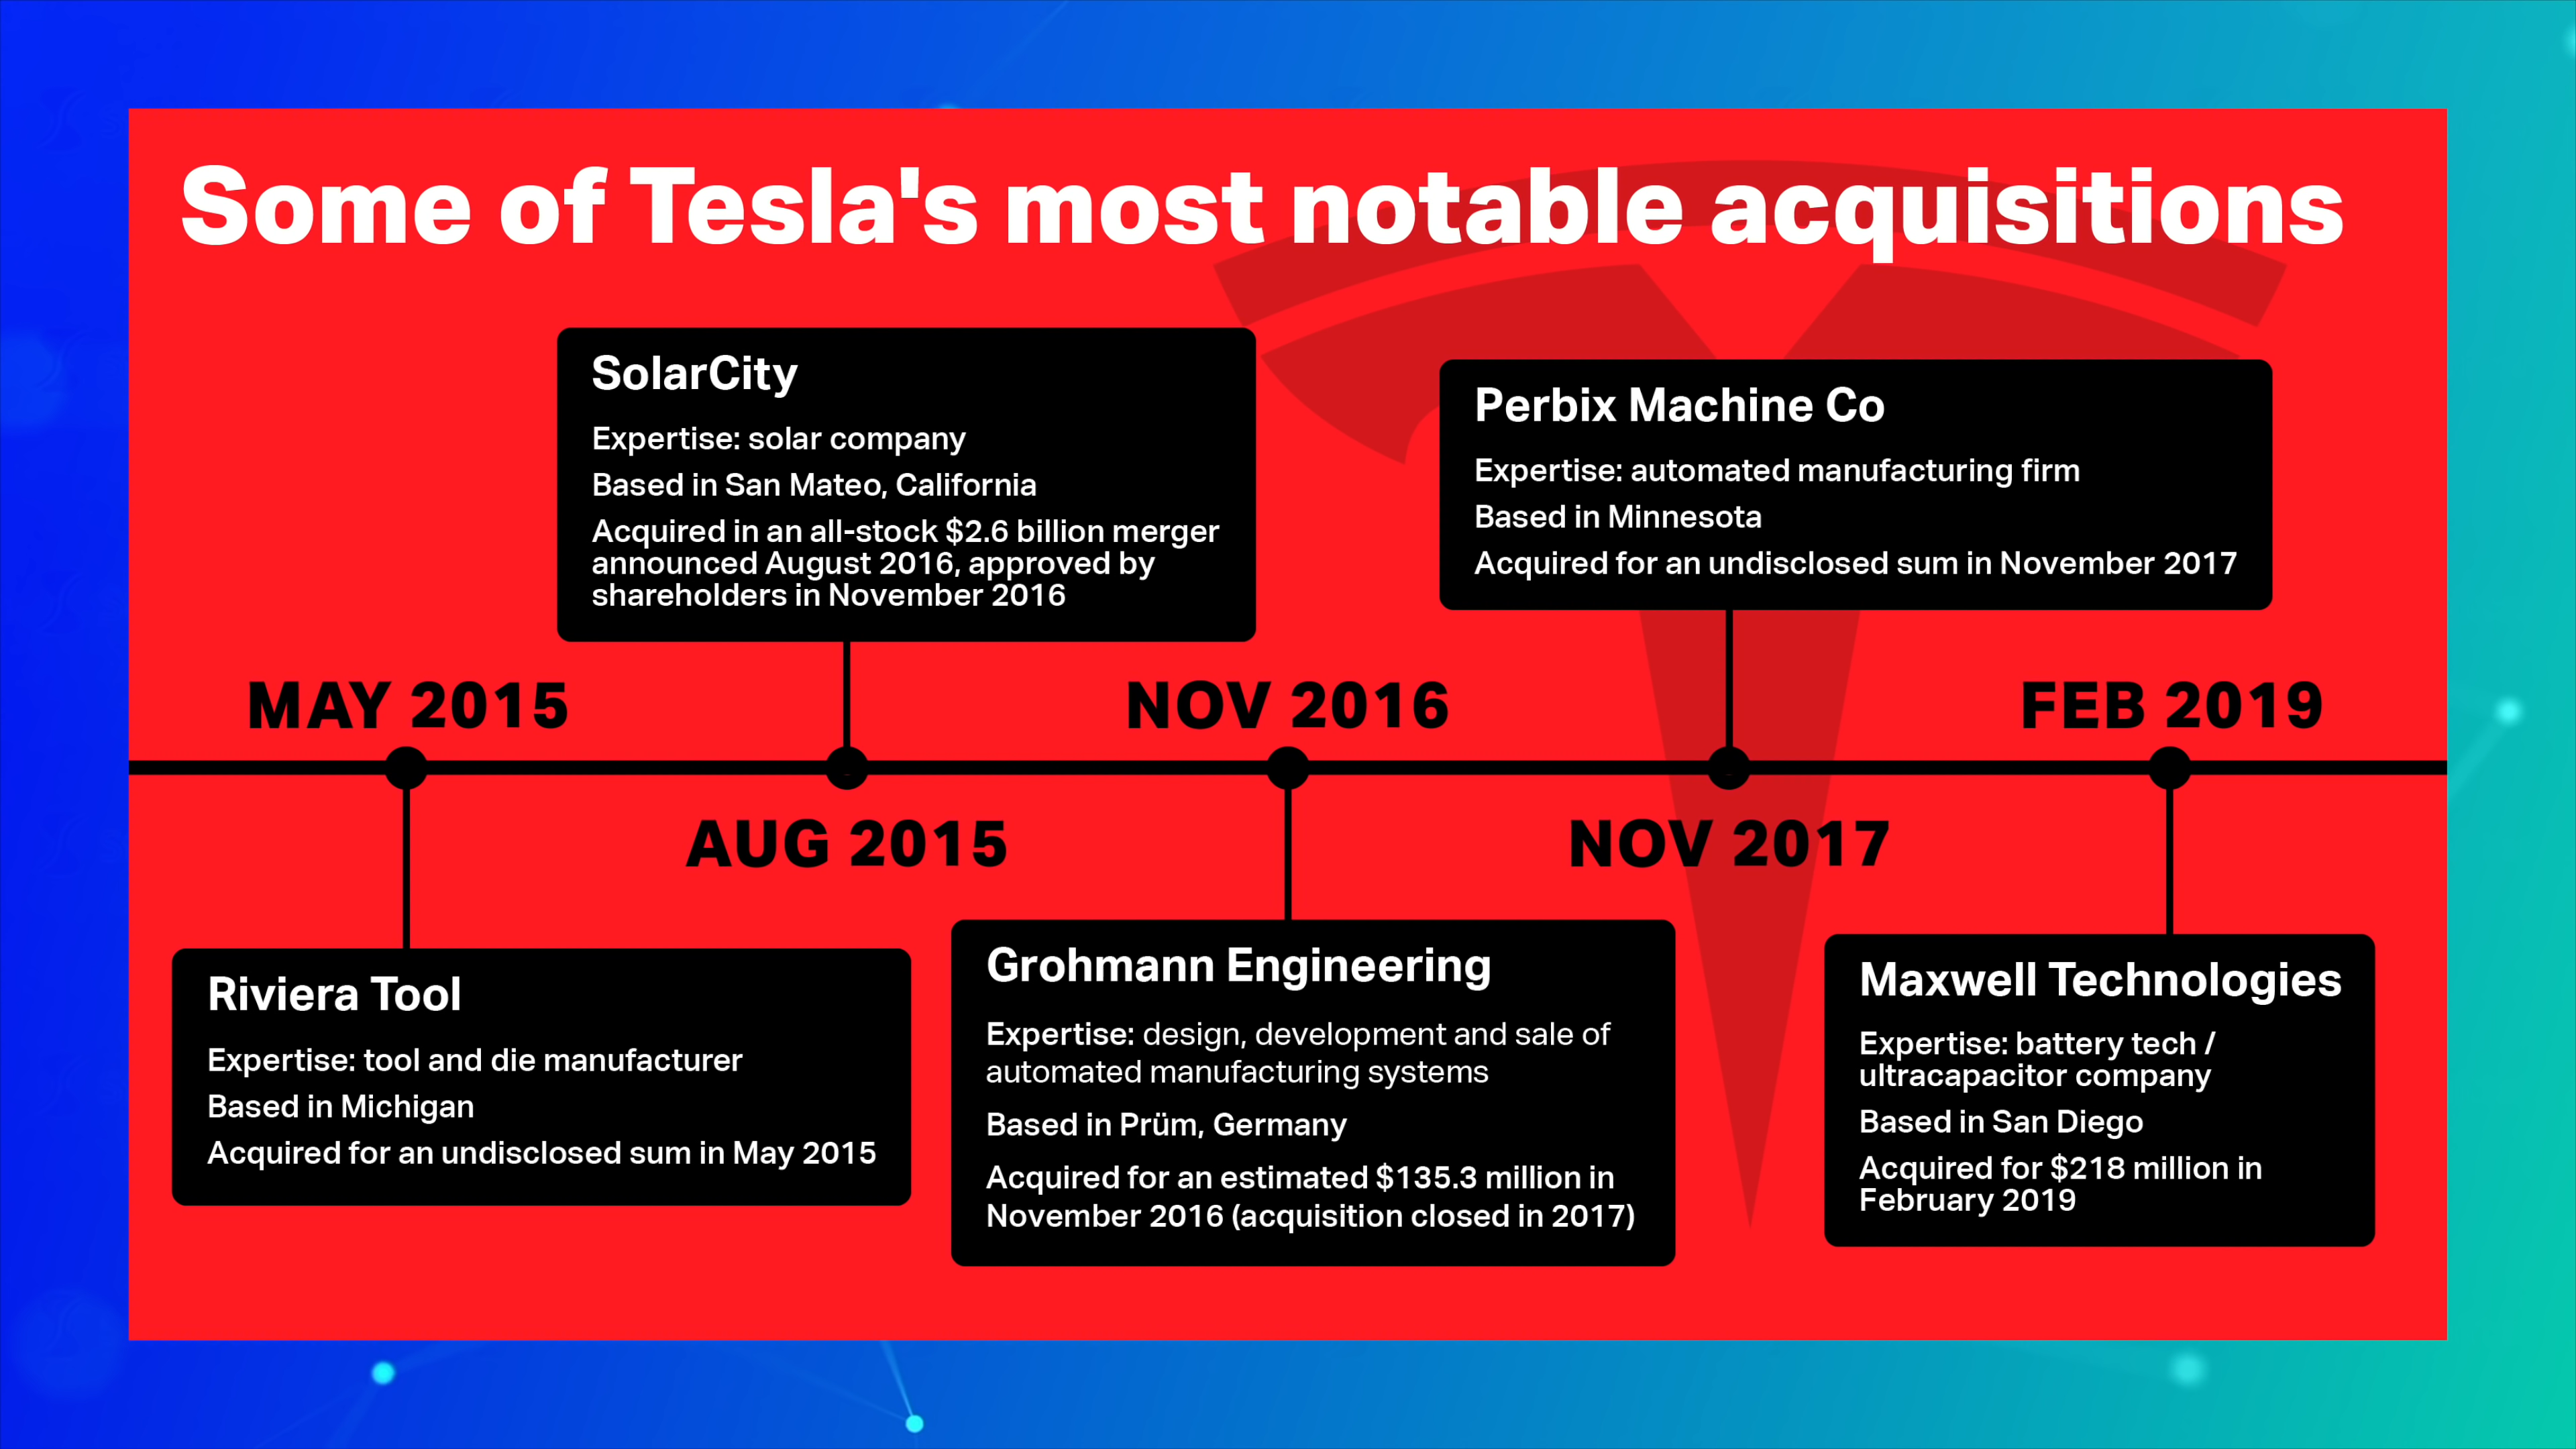 Some of Tesla's most notable acquisitions
SolarCity
Expertise: solar company
Based in San Mateo, California
Acquired in an all-stock $2.6 billion merger
announced August 2016, approved by
shareholders in November 2016
Perbix Machine Co
Expertise: automated manufacturing firm
Based in Minnesota
Acquired for an undisclosed sum in November 2017
MAY 2015
NOV 2016
FEB 2019
AUG 2015
NOV 2017
Riviera Tool
Expertise: tool and die manufacturer
Based in Michigan
Acquired for an undisclosed sum in May 2015
Grohmann Engineering
Expertise: design, development and sale of
automated manufacturing systems
Based in Prüm, Germany
Acquired for an estimated $135.3 million in
November 2016 (acquisition closed in 2017)
Maxwell Technologies
Expertise: battery tech /
ultracapacitor company
Based in San Diego
Acquired for $218 million in
February 2019